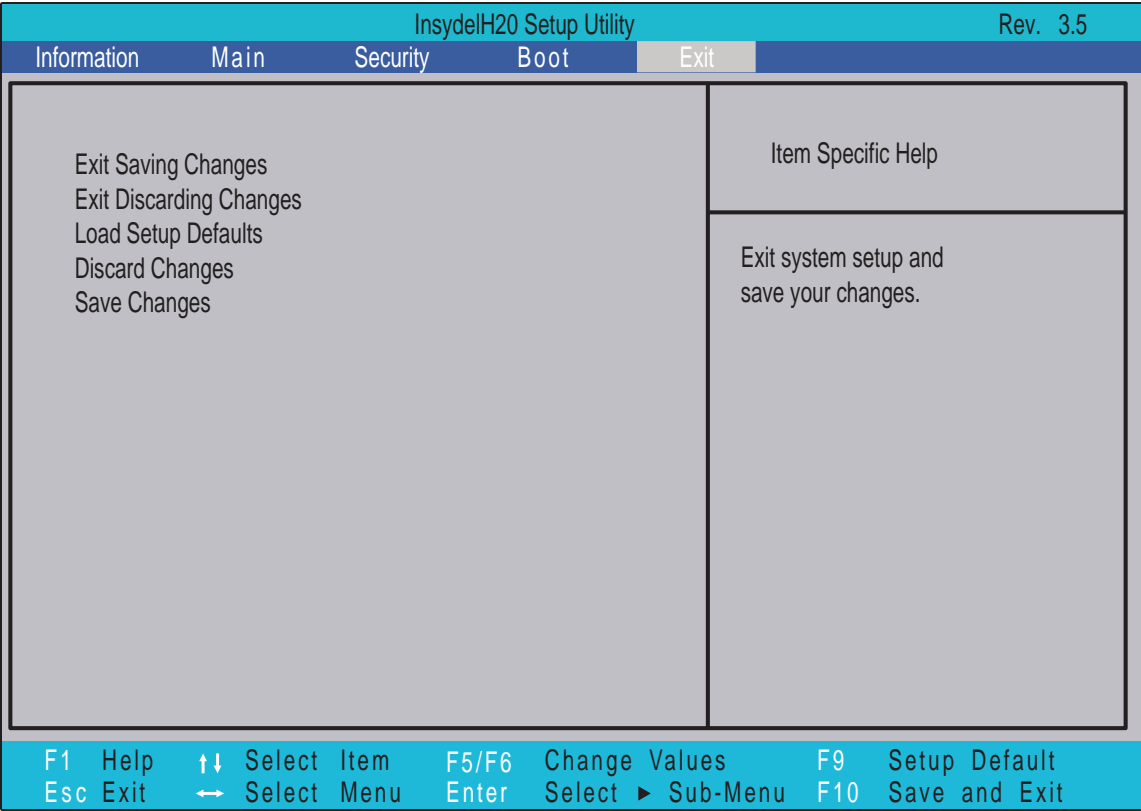 InsydelH20 Setup Utility Rev. 3.5
Information Main Security Boot Exit
Exit Saving Changes
Exit Discarding Changes
Load Setup Defaults
Discard Changes
Save Changes
Item Specific Help
Exit system setup and
save your changes.
F1 Help ↑↓ Select Item F5/F6 Change Values F9 Setup Default
Esc Exit ↔ Select Menu Enter Select ► Sub-Menu F10 Save and Exit